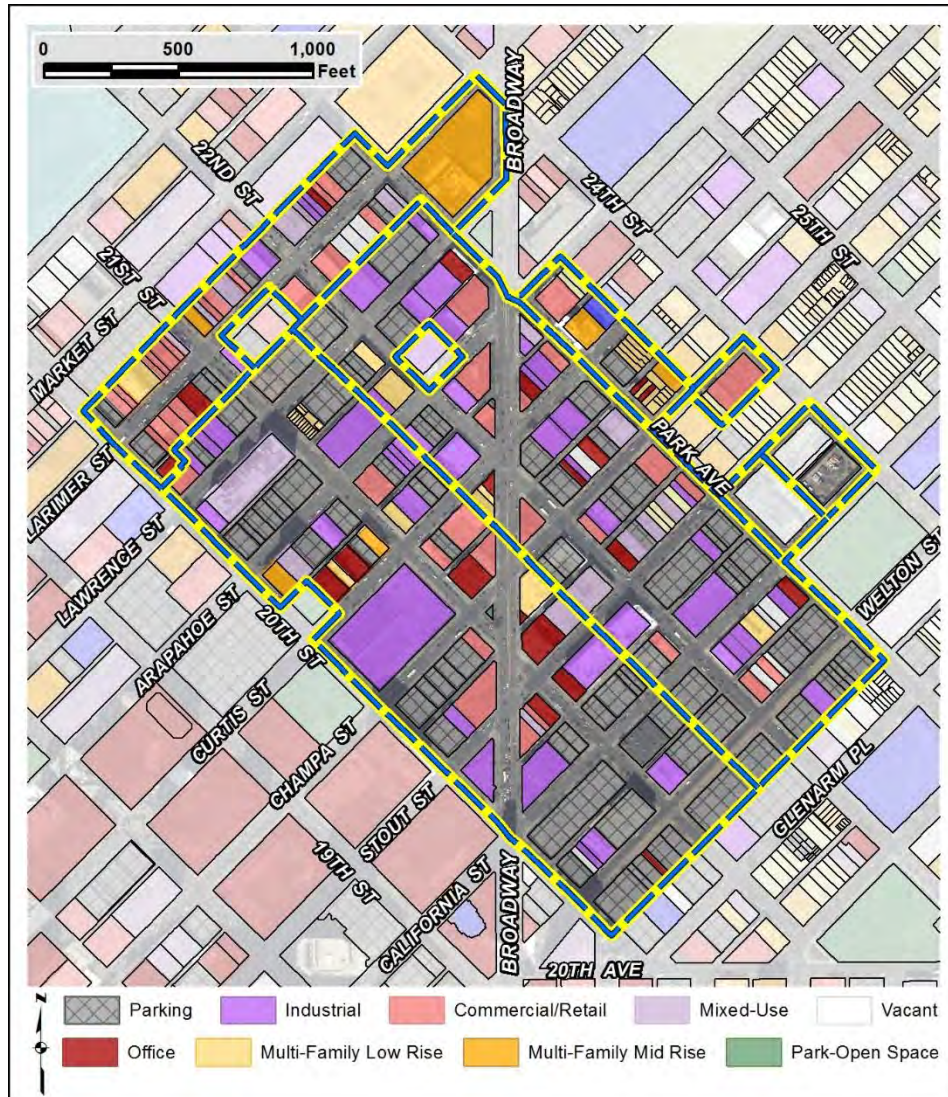 0 500 1,000
Feet
BROADWAY
22ND ST
24TH ST
25TH ST
21ST ST
MARKET ST
LARIMER ST
PARK AVE
LAWRENCE ST
WELTON ST
ARAPAHOE ST
20TH ST
CURTIS ST
CHAMPA ST
GLENARM PL
STOUT ST
19TH ST
CALIFORNIA ST
BROADWAY
20TH AVE
N
Parking Industrial Commercial/Retail Mixed-Use Vacant
Office Multi-Family Low Rise Multi-Family Mid Rise Park-Open Space